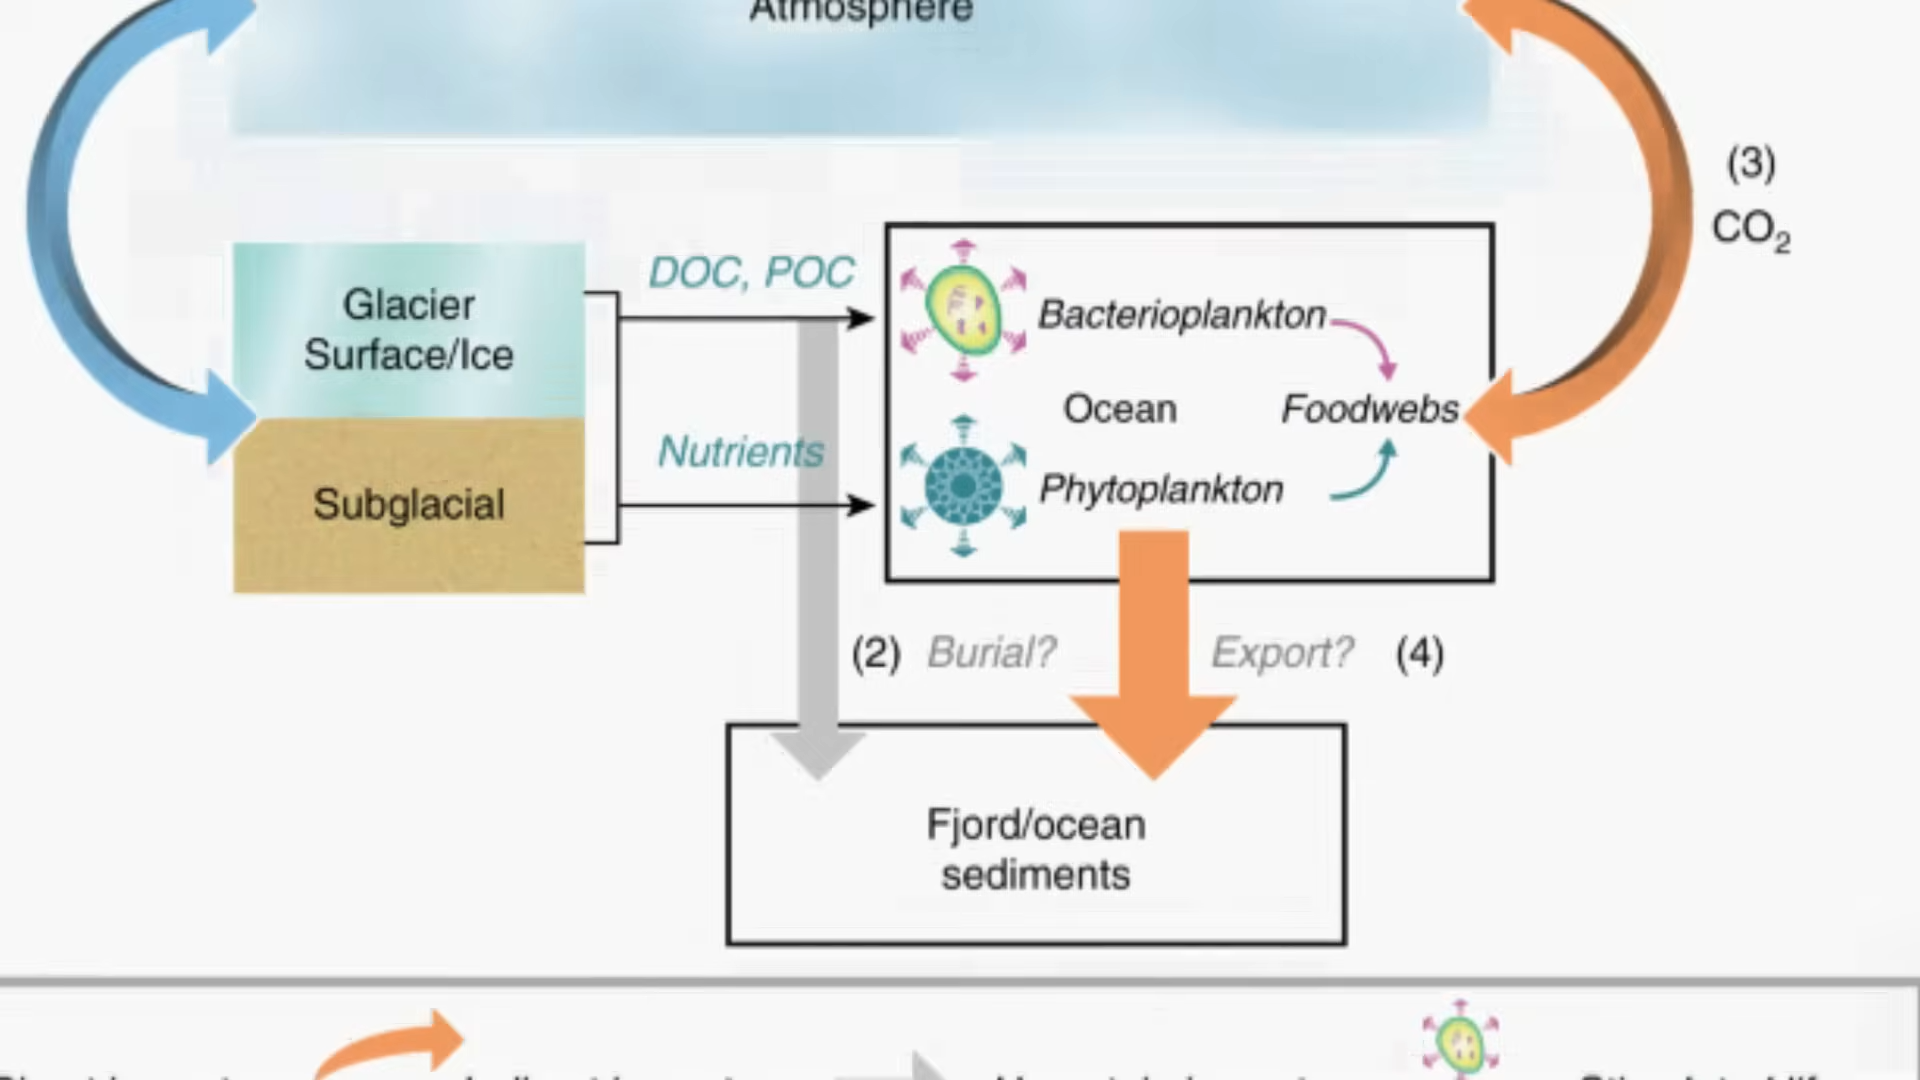 Atmosphere
(3)
CO₂
Glacier
Surface/Ice
DOC, POC
Bacterioplankton
Ocean
Foodwebs
Nutrients
Subglacial
Phytoplankton
(2) Burial?
Export? (4)
Fjord/ocean
sediments